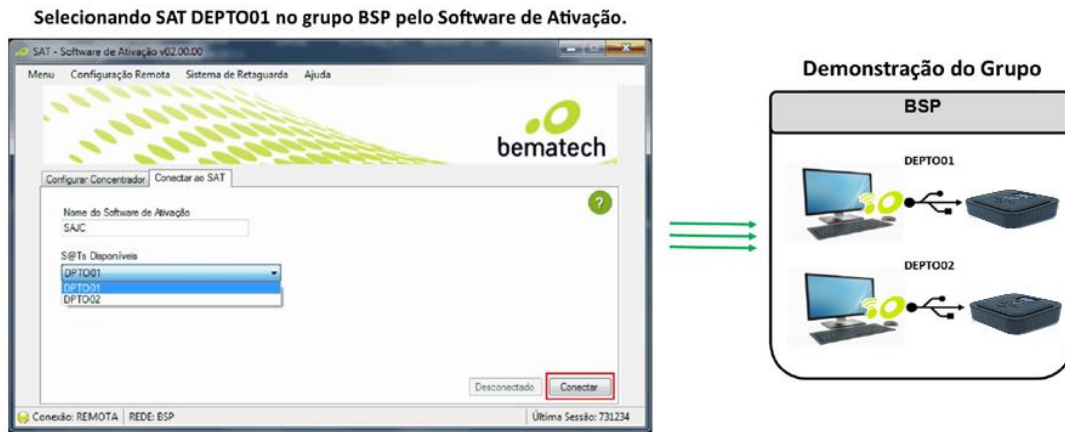 Selecionando SAT DEPTO01 no grupo BSP pelo Software de Ativação.
SAT - Software de Ativação v02.00.00
Menu Configuração Remota Sistema de Retaguarda Ajuda
bematech
Configurar Concentrador Conectar ao SAT
?
Nome do Software de Ativação
SAJC
S@Ts Disponíveis
DPTO01
DPTO01
DPTO02
Desconectado Conectar
Conexão: REMOTA REDE: BSP Última Sessão: 731234
Demonstração do Grupo
BSP
DEPTO01
DEPTO02